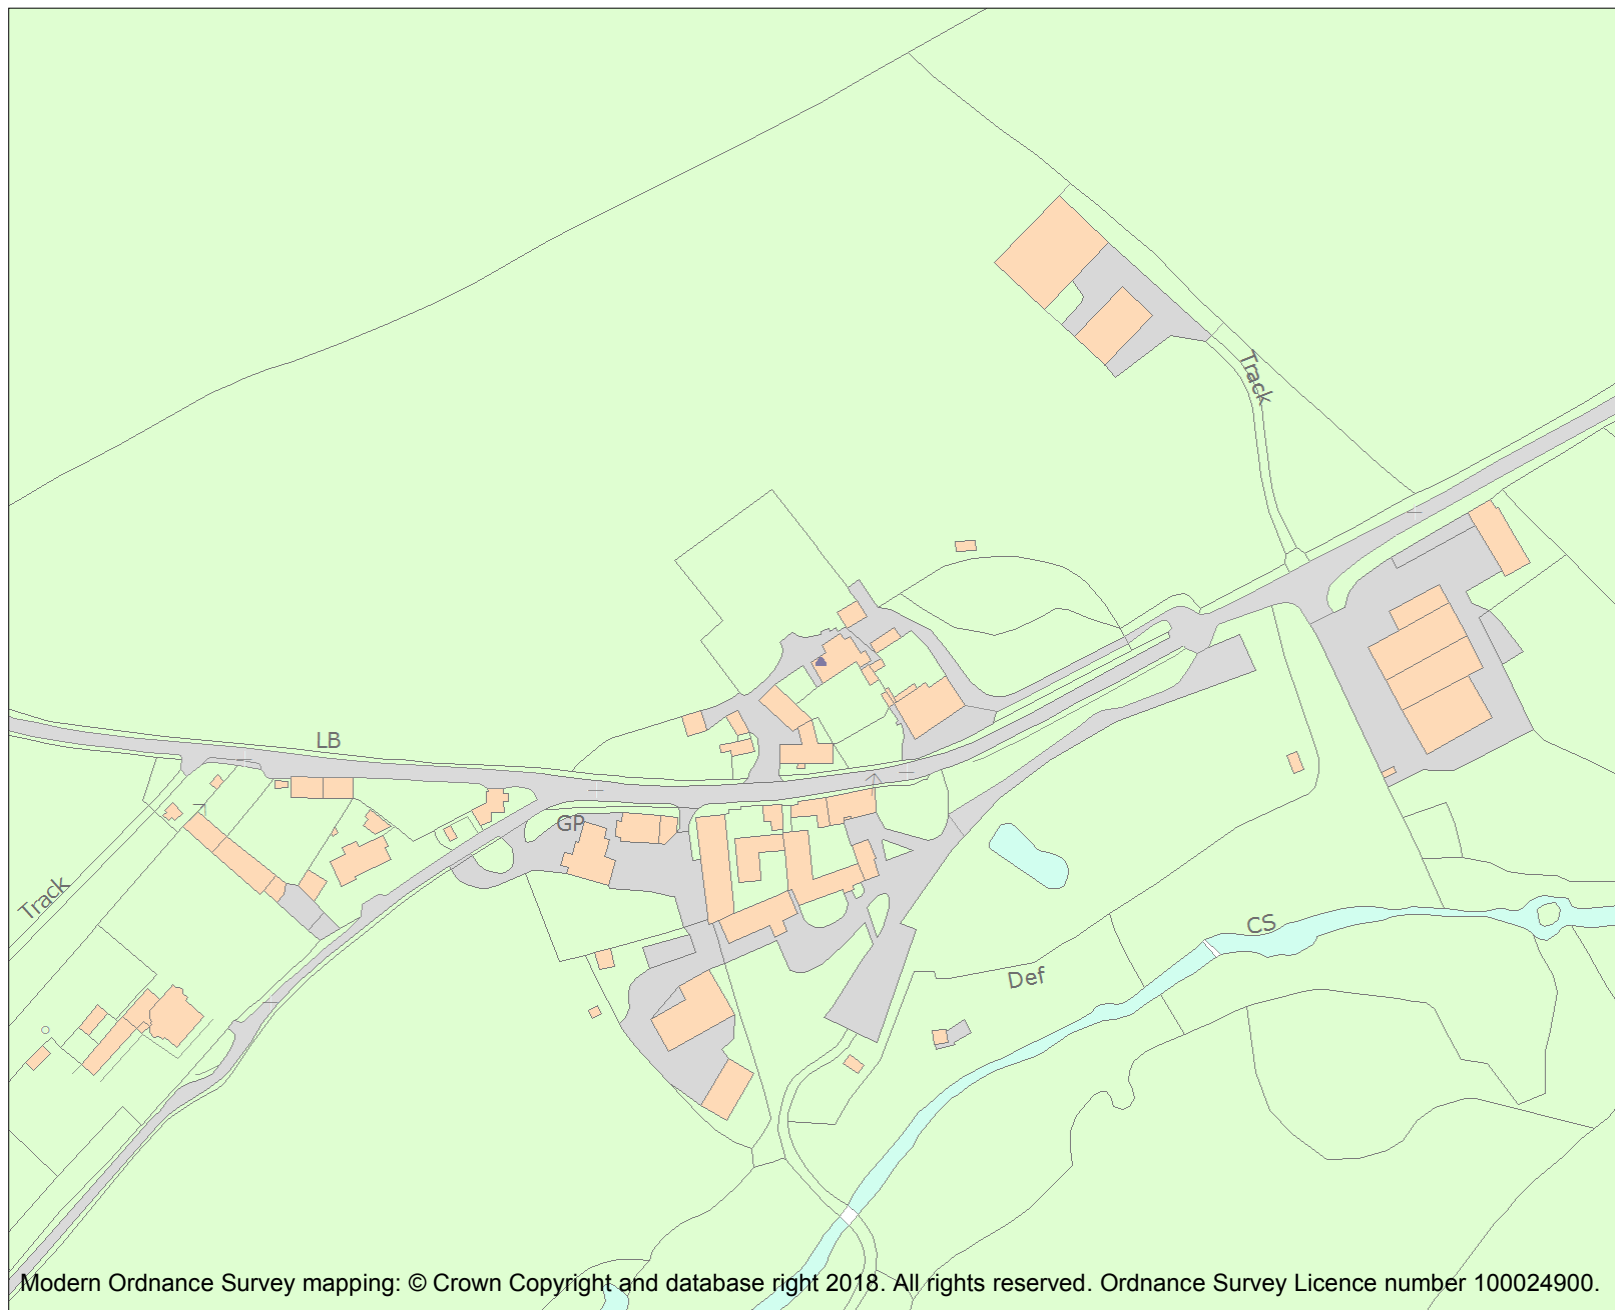 Track
LB
GP
Track
CS
Def
Modern Ordnance Survey mapping: © Crown Copyright and database right 2018. All rights reserved. Ordnance Survey Licence number 100024900.